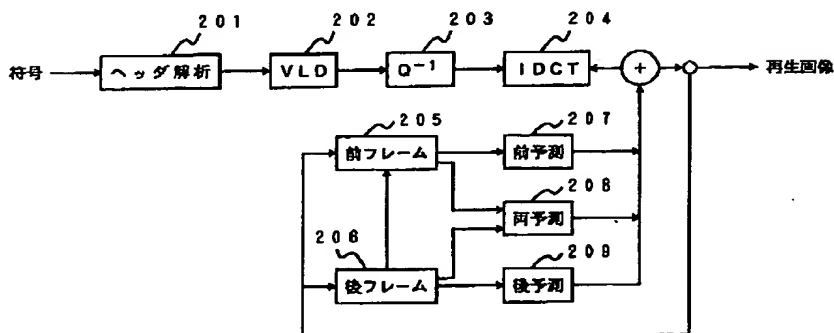 201
202
203
204
符号
ヘッダ解析
VLD
Q⁻¹
IDCT
+
再生画像
205
207
前フレーム
前予測
208
両予測
206
209
後フレーム
後予測